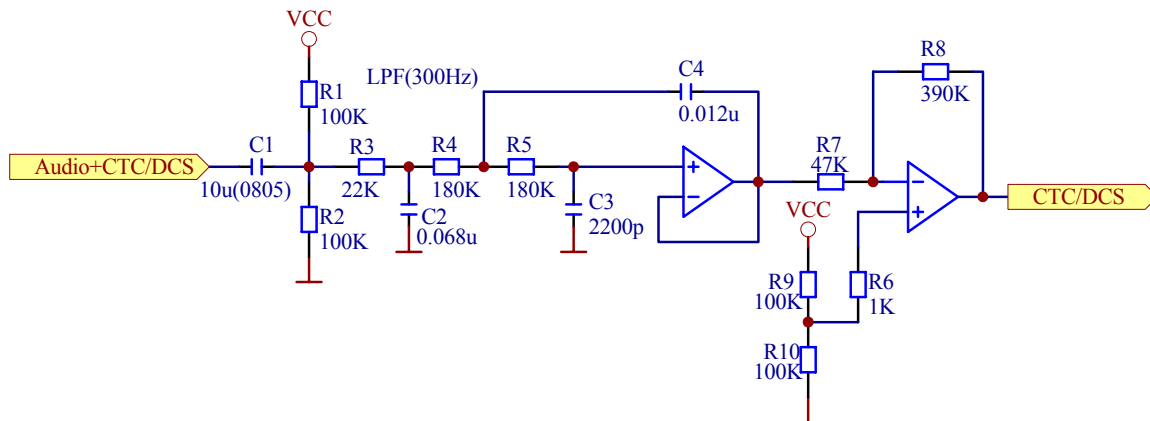 VCC
LPF(300Hz)
C4
0.012u
R8
390K
R1
100K
Audio+CTC/DCS
C1
10u(0805)
R3
22K
R4
180K
R5
180K
R7
47K
C2
0.068u
C3
2200p
R2
100K
VCC
CTC/DCS
R9
100K
R6
1K
R10
100K